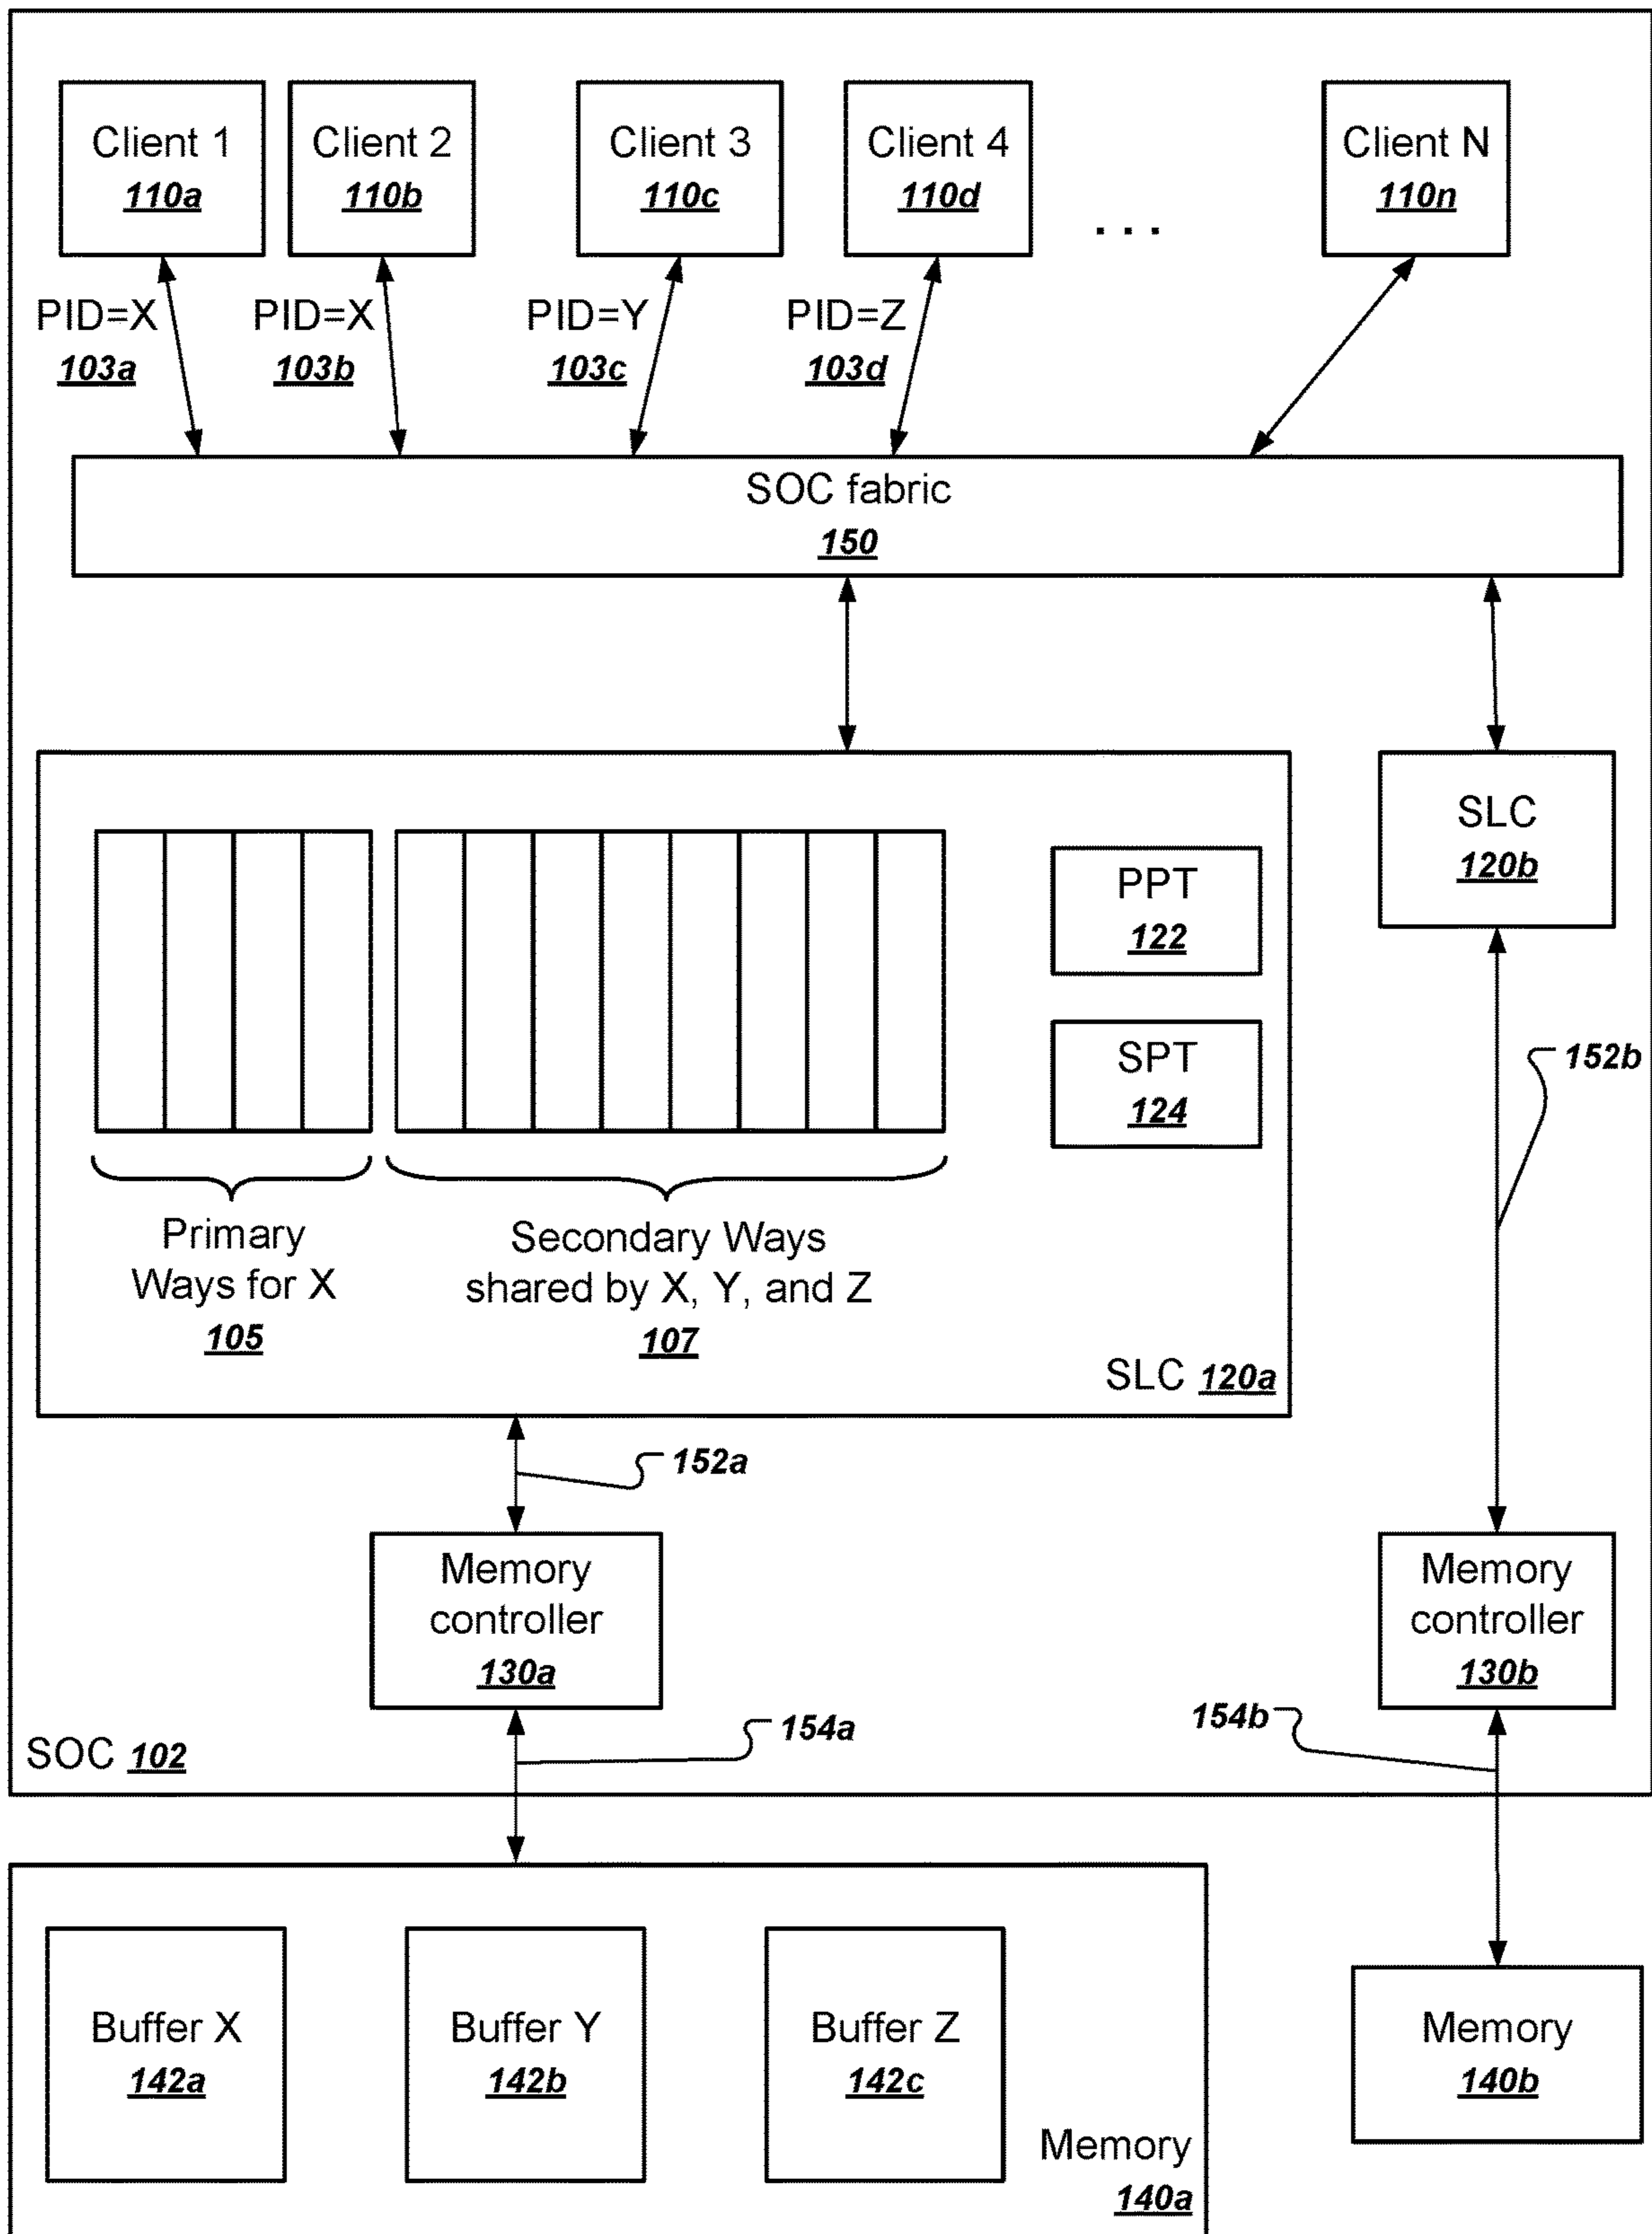 Client 1
110a
Client 2
110b
Client 3
110c
Client 4
110d
. . .
Client N
110n
PID=X
103a
PID=X
103b
PID=Y
103c
PID=Z
103d
SOC fabric
150
PPT
122
SPT
124
SLC
120b
152b
Primary
Ways for X
105
Secondary Ways
shared by X, Y, and Z
107
SLC 120a
152a
Memory
controller
130a
Memory
controller
130b
154a
154b
SOC 102
Buffer X
142a
Buffer Y
142b
Buffer Z
142c
Memory
140a
Memory
140b